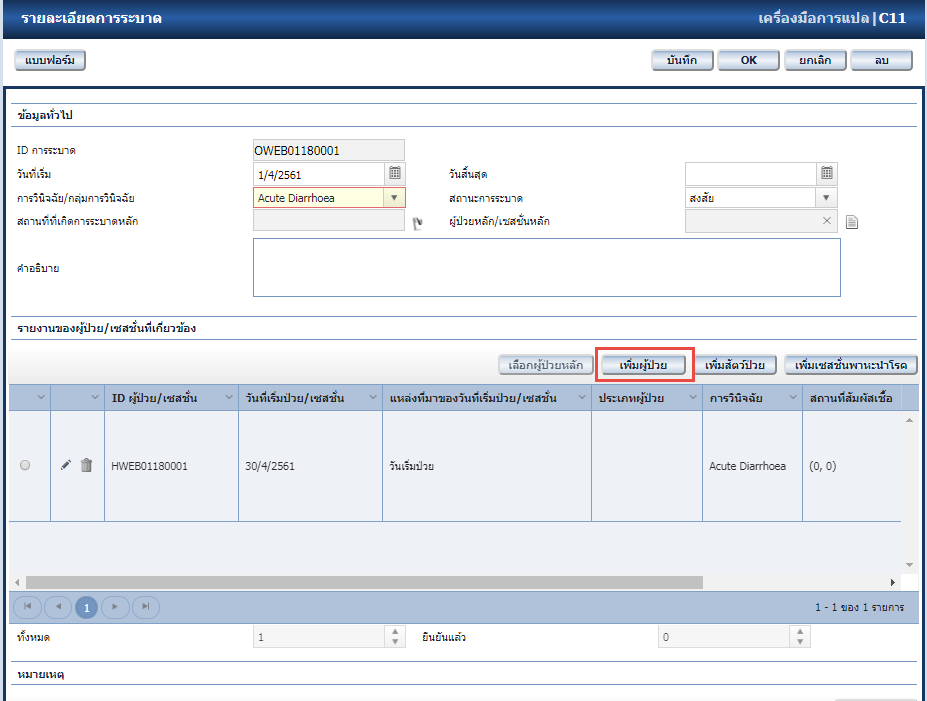 รายละเอียดการระบาด เครื่องมือการแปล|C11
แบบฟอร์ม บันทึก OK ยกเลิก ลบ
ข้อมูลทั่วไป
ID การระบาด OWEB01180001
วันที่เริ่ม 1/4/2561 วันสิ้นสุด
การวินิจฉัย/กลุ่มการวินิจฉัย Acute Diarrhoea สถานะการระบาด สงสัย
สถานที่ที่เกิดการระบาดหลัก ผู้ป่วยหลัก/เซสชั่นหลัก
คำอธิบาย
รายงานของผู้ป่วย/เซสชั่นที่เกี่ยวข้อง
เลือกผู้ป่วยหลัก เพิ่มผู้ป่วย เพิ่มสัตว์ป่วย เพิ่มเซสชั่นพาหะนำโรค
ID ผู้ป่วย/เซสชั่น วันที่เริ่มป่วย/เซสชั่น แหล่งที่มาของวันที่เริ่มป่วย/เซสชั่น ประเภทผู้ป่วย การวินิจฉัย สถานที่สัมผัสเชื้อ
HWEB01180001 30/4/2561 วันเริ่มป่วย Acute Diarrhoea (0, 0)
1 1 - 1 ของ 1 รายการ
ทั้งหมด 1 ยืนยันแล้ว 0
หมายเหตุ